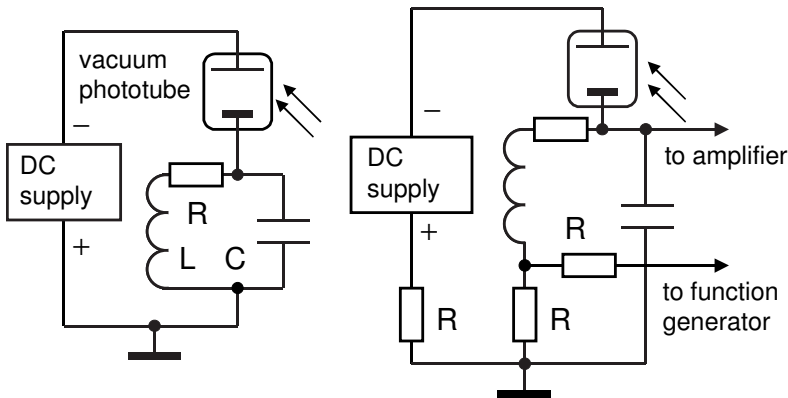 vacuum
phototube
−
DC
supply
+
R
L C
−
DC
supply
+
R
to amplifier
R
to function
generator
R
R